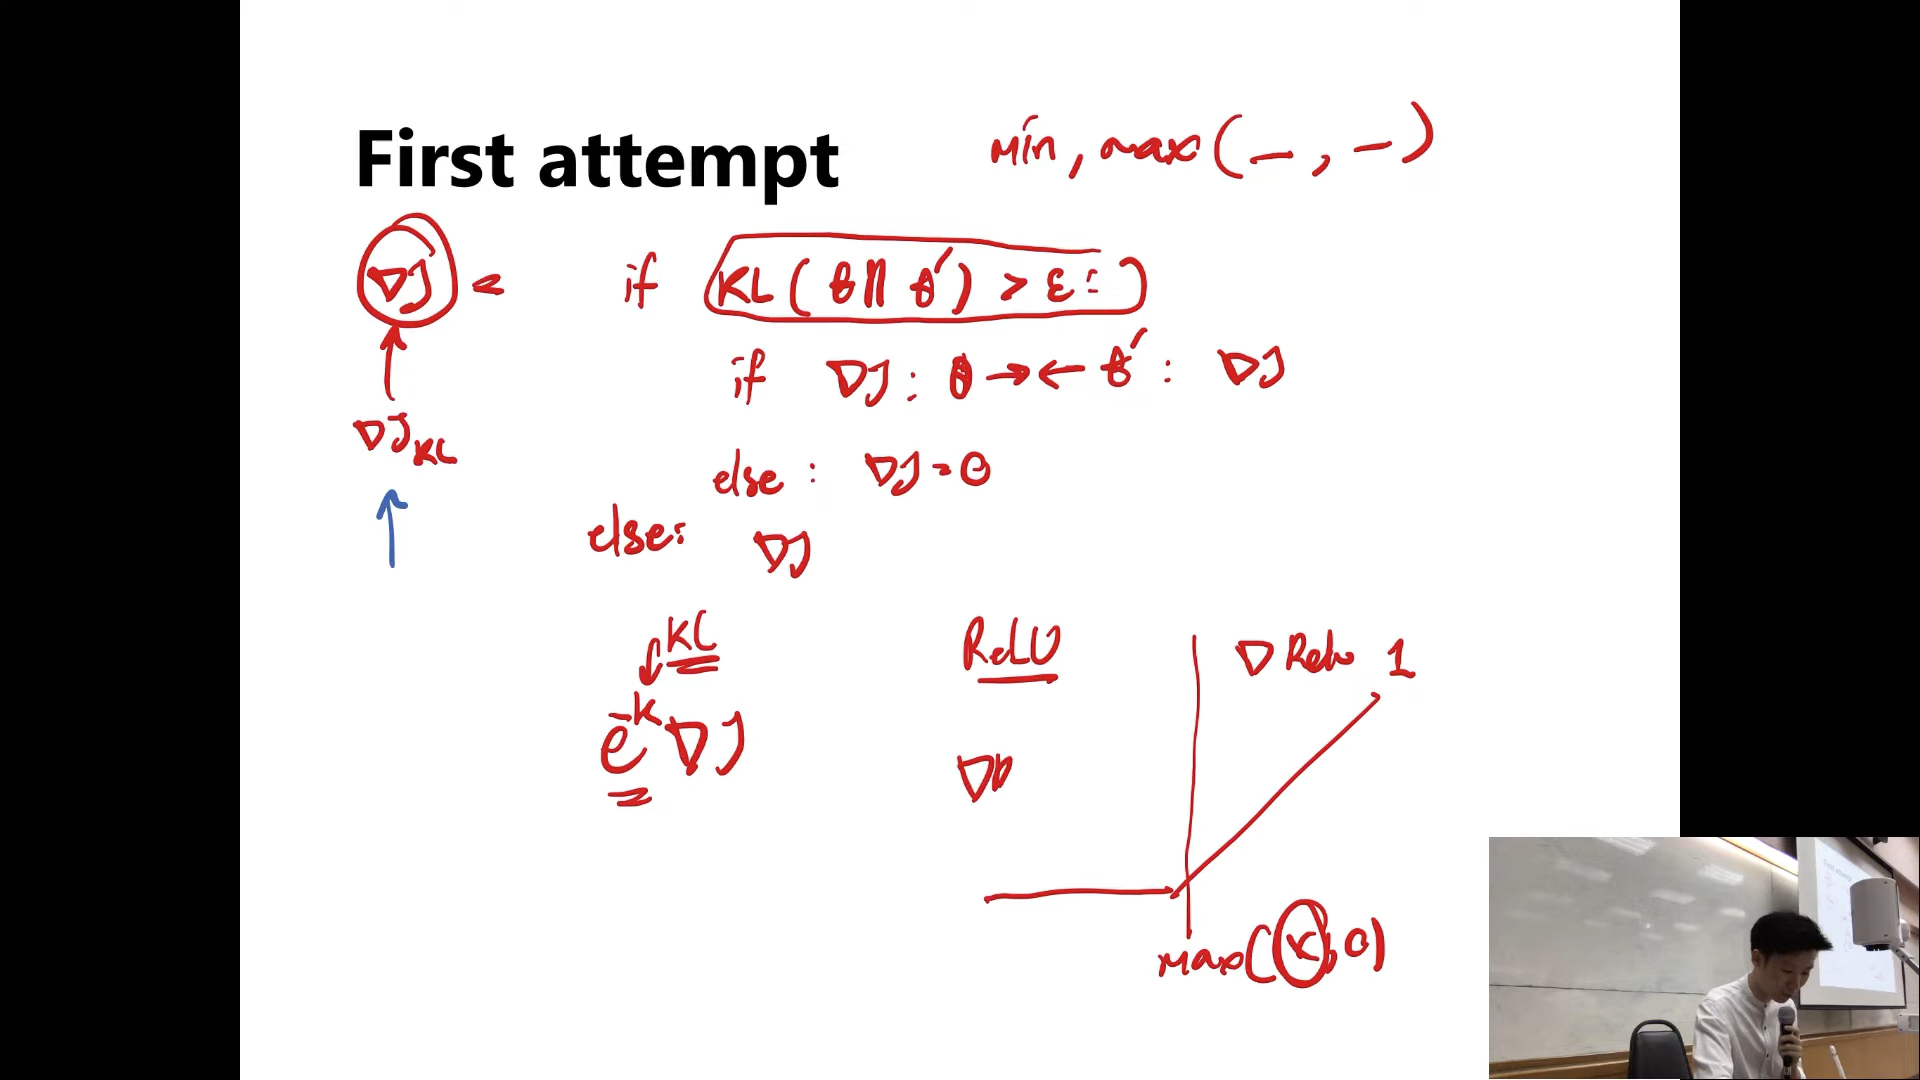 First attempt
min, max( _ , _ )
∇J = if KL( θ || θ' ) > ε :
if ∇J : θ → ← θ' : ∇J
∇J_KL
else : ∇J = 0
else: ∇J
KL
e^-K ∇J
ReLU
∇ ReLU 1
max( x, 0)